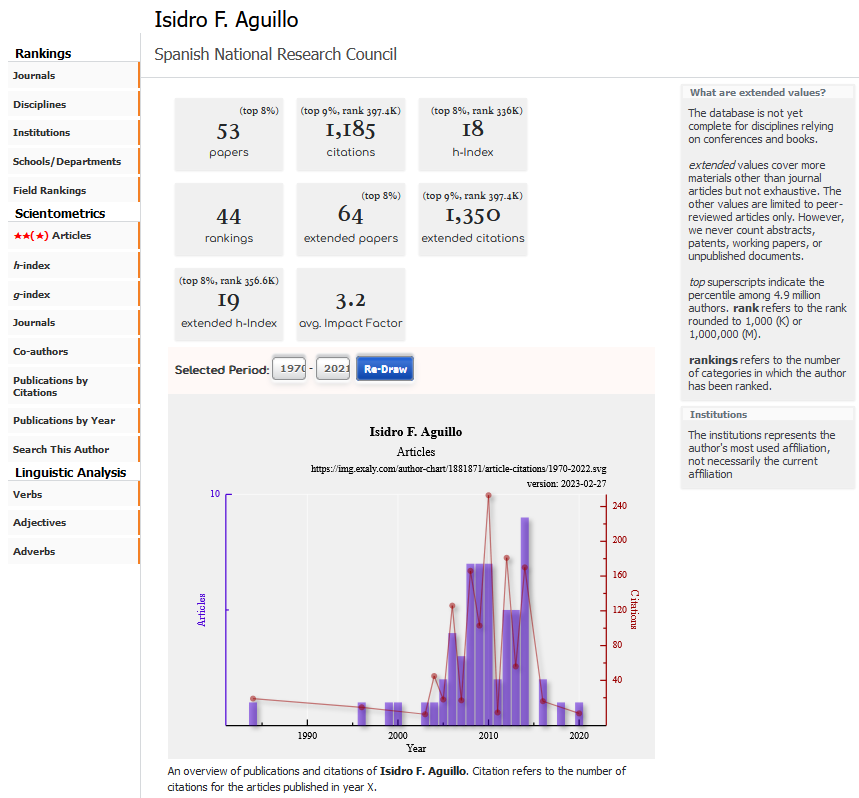 Isidro F. Aguillo
Spanish National Research Council
Rankings
Journals
Disciplines
Institutions
Schools/Departments
Field Rankings
Scientometrics
★★(★) Articles
h-index
g-index
Journals
Co-authors
Publications by
Citations
Publications by Year
Search This Author
Linguistic Analysis
Verbs
Adjectives
Adverbs
(top 8%)
53
papers
(top 9%, rank 397.4K)
1,185
citations
(top 8%, rank 336K)
18
h-Index
44
rankings
(top 8%)
64
extended papers
(top 9%, rank 397.4K)
1,350
extended citations
(top 8%, rank 356.6K)
19
extended h-Index
3.2
avg. Impact Factor
Selected Period: 1970 - 2021 Re-Draw
Isidro F. Aguillo
Articles
https://img.exaly.com/author-chart/1881871/article-citations/1970-2022.svg
version: 2023-02-27
10
Articles
240
200
160
120
80
40
Citations
1990 2000 2010 2020
Year
An overview of publications and citations of Isidro F. Aguillo. Citation refers to the number of
citations for the articles published in year X.
What are extended values?
The database is not yet
complete for disciplines relying
on conferences and books.
extended values cover more
materials other than journal
articles but not exhaustive. The
other values are limited to peer-
reviewed articles only. However,
we never count abstracts,
patents, working papers, or
unpublished documents.
top superscripts indicate the
percentile among 4.9 million
authors. rank refers to the rank
rounded to 1,000 (K) or
1,000,000 (M).
rankings refers to the number
of categories in which the author
has been ranked.
Institutions
The institutions represents the
author's most used affiliation,
not necessarily the current
affiliation